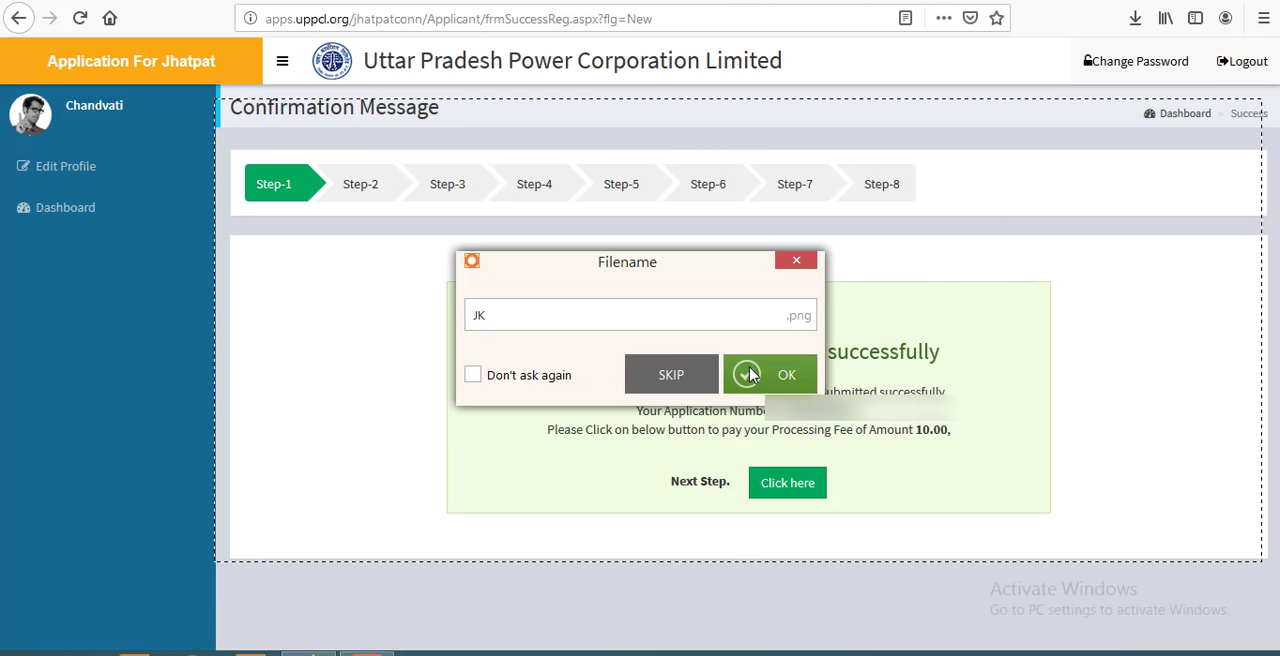 apps.uppcl.org/jhatpatconn/Applicant/frmSuccessReg.aspx?flg=New
Application For Jhatpat
Uttar Pradesh Power Corporation Limited
Change Password
Logout
Chandvati
Confirmation Message
Dashboard > Success
Edit Profile
Dashboard
Step-1 Step-2 Step-3 Step-4 Step-5 Step-6 Step-7 Step-8
Filename
JK .png
Don't ask again
SKIP
OK
successfully
submitted successfully
Your Application
Please Click on below button to pay your Processing Fee of Amount 10.00,
Next Step. Click here
Activate Windows
Go to PC settings to activate Windows.